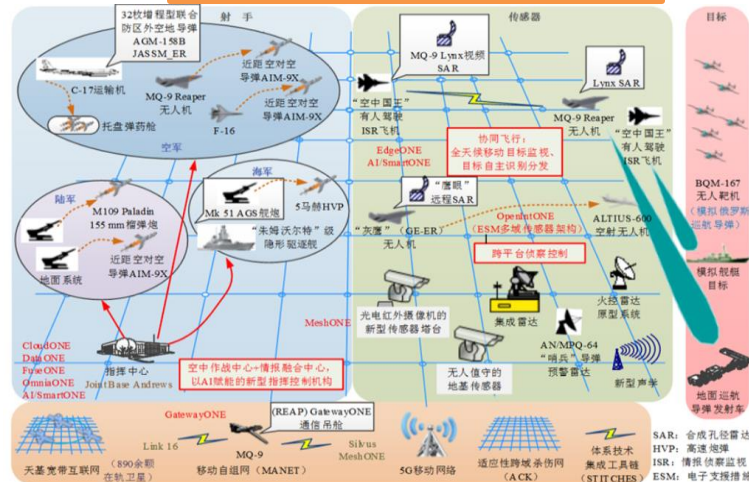 射 手
传感器
目标
32枚增程型联合
防区外空地导弹
AGM-158B
JASSM_ER
C-17运输机
托盘弹药舱
MQ-9 Reaper
无人机
近距空对空
导弹AIM-9X
F-16
近距空对空
导弹AIM-9X
空军
陆军
M109 Paladin
155 mm榴弹炮
地面系统
近距空对空
导弹AIM-9X
海军
Mk 51 AGS舰炮
5马赫HVP
“朱姆沃尔特”级
隐形驱逐舰
CloudONE
DataONE
FuseONE
OmniaONE
AI/SmartONE
指挥中心
JointBase Andrews
空中作战中心+情报融合中心，
以AI赋能的新型指挥控制机构
MeshONE
MQ-9 Lynx视频
SAR
“空中国王”
有人驾驶
ISR飞机
Lynx SAR
MQ-9 Reaper
无人机
“空中国王”
有人驾驶
ISR飞机
EdgeONE
AI/SmartONE
协同飞行：
全天候移动目标监视、
目标自主识别分发
“鹰眼”
远程SAR
“灰鹰”（GE-ER）
无人机
OpenIntONE
（ESM多域传感器架构）
ALTIUS-600
空射无人机
跨平台侦察控制
光电红外摄像机的
新型传感器塔台
集成雷达
火控雷达
原型系统
无人值守的
地基传感器
AN/MPQ-64
“哨兵”导弹
预警雷达
新型声学
BQM-167
无人靶机
（模拟俄罗斯
巡航导弹）
模拟舰艇
目标
地面巡航
导弹发射车
天基宽带互联网
（890余颗
在轨卫星）
GatewayONE
Link 16
(REAP) GatewayONE
通信吊舱
MQ-9
移动自组网（MANET）
Silvus
MeshONE
5G移动网络
适应性跨域杀伤网
（ACK）
体系技术
集成工具链
（STITCHES）
SAR：合成孔径雷达
HVP：高速炮弹
ISR：情报侦察监视
ESM：电子支援措施